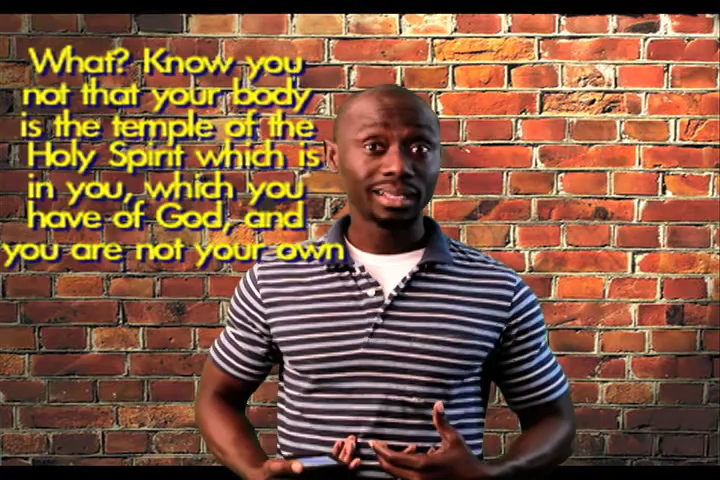 What? Know you
not that your body
is the temple of the
Holy Spirit which is
in you, which you
have of God, and
you are not your own